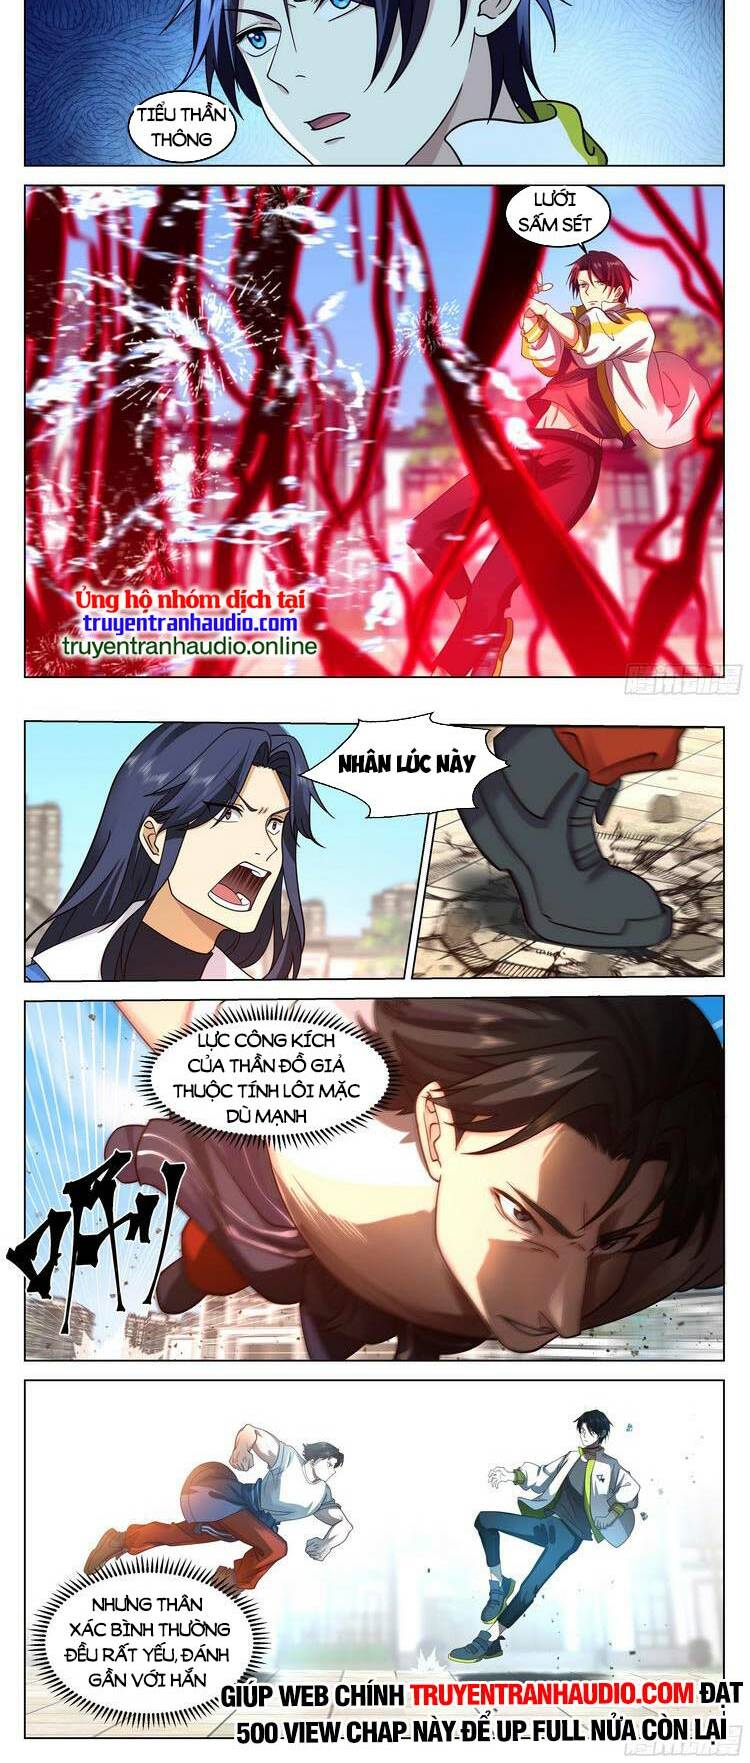 TIỂU THẦN
THÔNG
LƯỚI
SẤM SÉT
Ủng hộ nhóm dịch tại
truyentranhaudio.com
truyentranhaudio.online
NHÂN LÚC NÀY
LỰC CÔNG KÍCH
CỦA THẦN ĐỒ GIẢ
THUỘC TÍNH LÔI MẶC
DÙ MẠNH
NHƯNG THÂN
XÁC BÌNH THƯỜNG
ĐỀU RẤT YẾU, ĐÁNH
GẦN VỚI HẮN
GIÚP WEB CHÍNH TRUYENTRANHAUDIO.COM ĐẠT
500 VIEW CHAP NÀY ĐỂ UP FULL NỬA CÒN LẠI